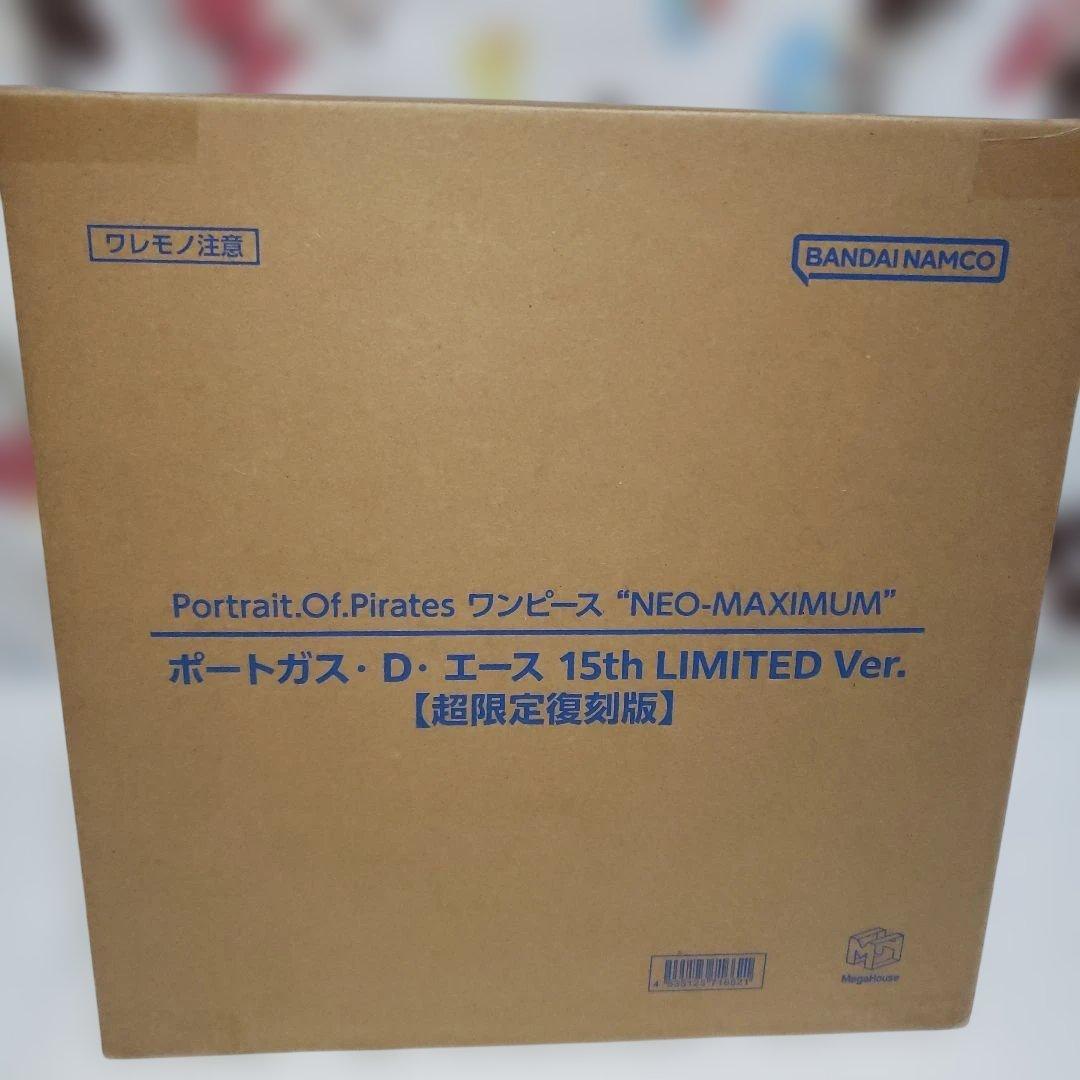 ワレモノ注意
BANDAI NAMCO
Portrait.Of.Pirates ワンピース “NEO-MAXIMUM”
ポートガス・D・エース 15th LIMITED Ver.
【超限定復刻版】
MegaHouse